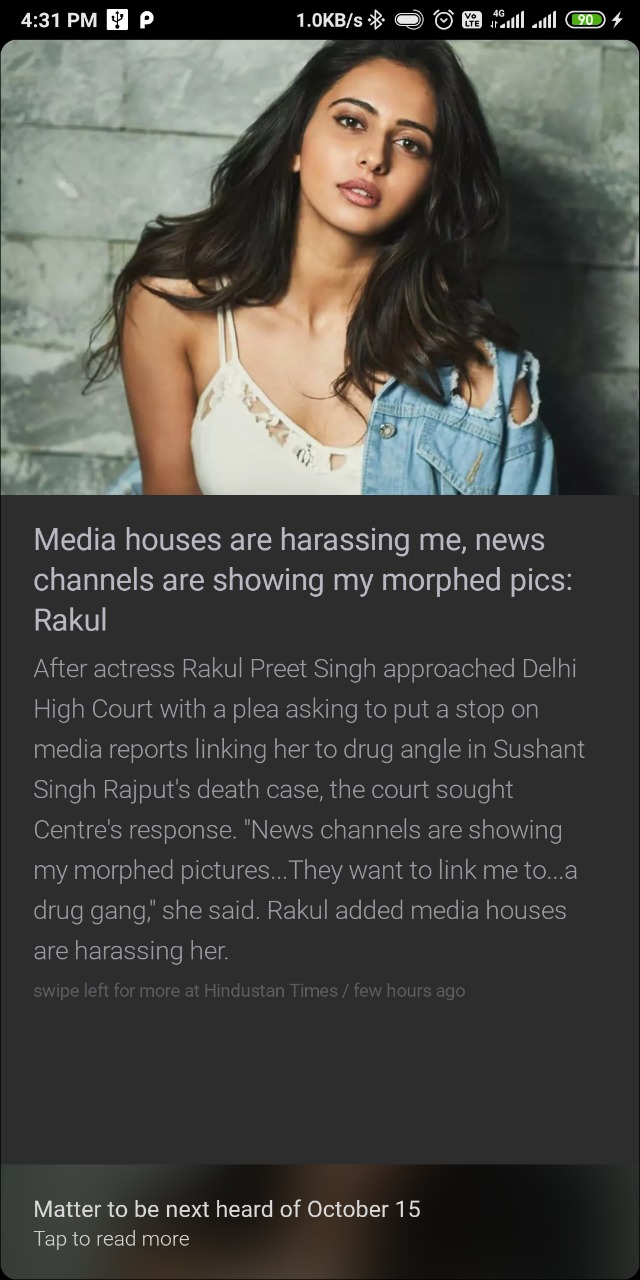 4:31 PM 1.0KB/s Vo LTE 4G 90
Media houses are harassing me, news
channels are showing my morphed pics:
Rakul
After actress Rakul Preet Singh approached Delhi
High Court with a plea asking to put a stop on
media reports linking her to drug angle in Sushant
Singh Rajput's death case, the court sought
Centre's response. "News channels are showing
my morphed pictures...They want to link me to...a
drug gang," she said. Rakul added media houses
are harassing her.
swipe left for more at Hindustan Times / few hours ago
Matter to be next heard of October 15
Tap to read more